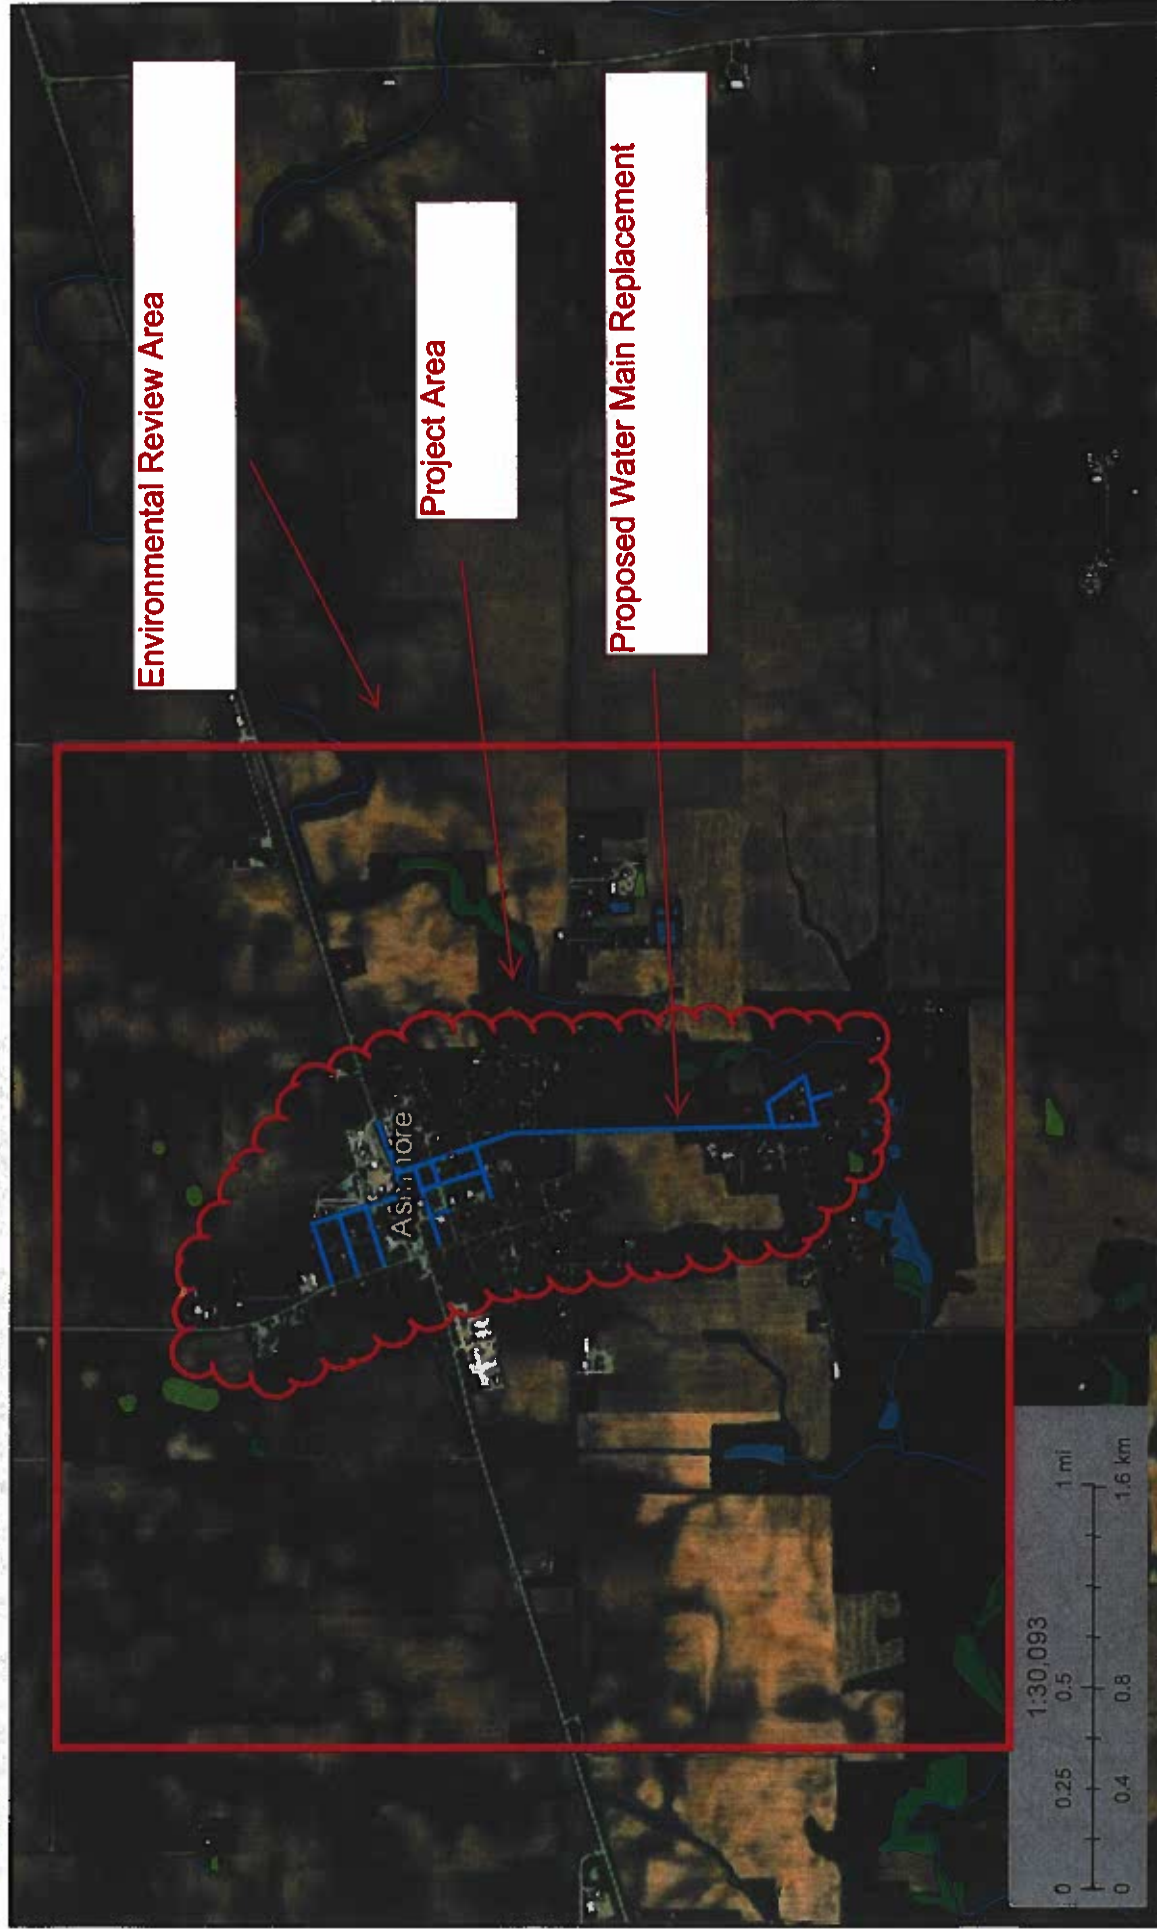 Environmental Review Area
Project Area
Proposed Water Main Replacement
Ashmore
1:30,093
0 0.25 0.5 1 mi
0 0.4 0.8 1.6 km